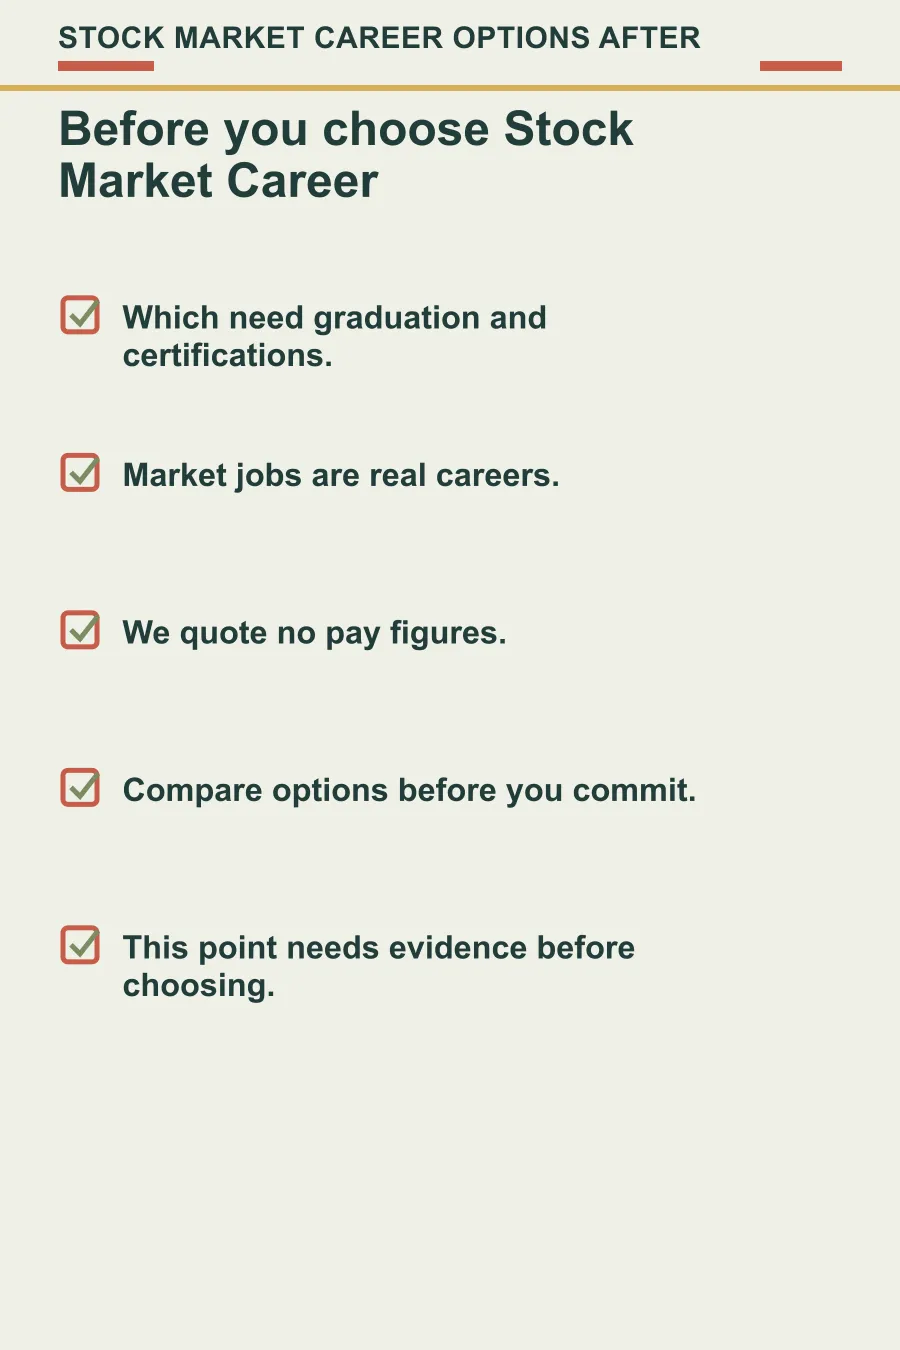 STOCK MARKET CAREER OPTIONS AFTER
Before you choose Stock
Market Career
Which need graduation and
certifications.
Market jobs are real careers.
We quote no pay figures.
Compare options before you commit.
This point needs evidence before
choosing.